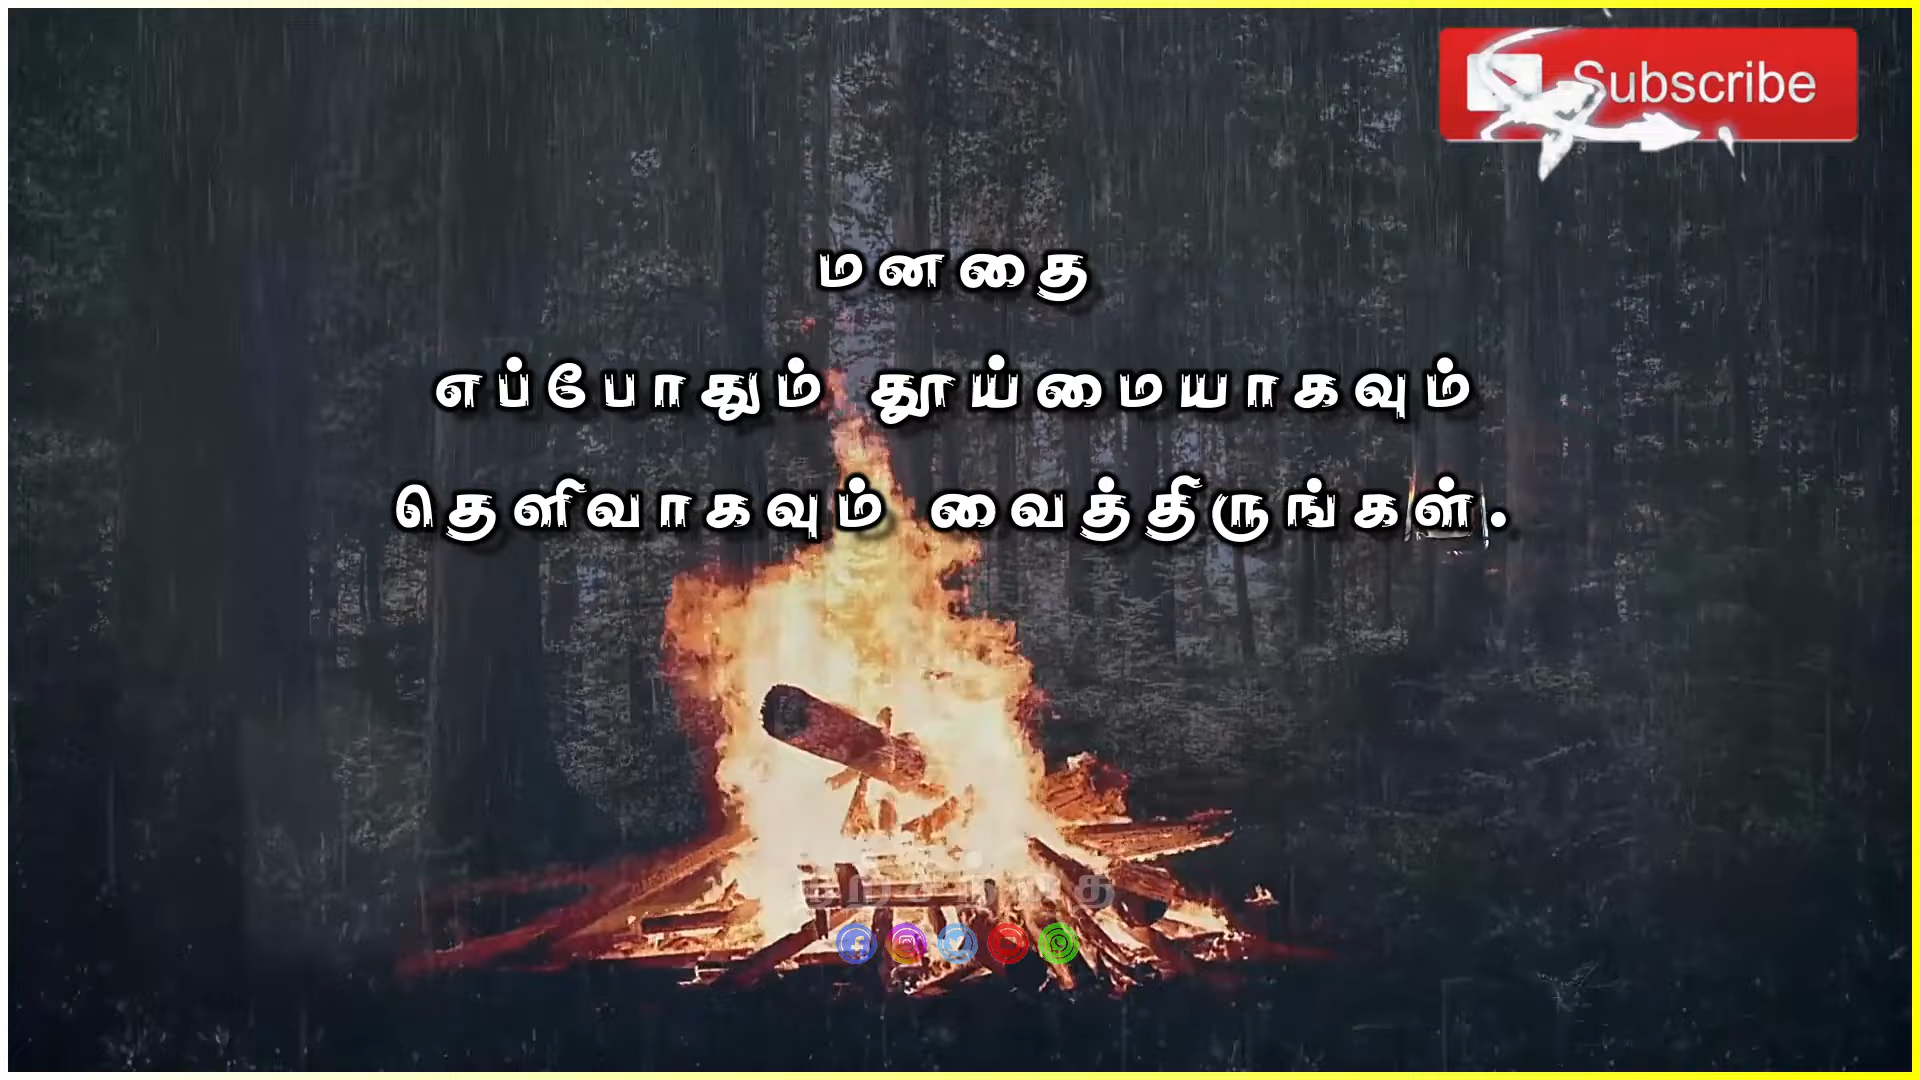 Subscribe
மனதை
எப்போதும் தூய்மையாகவும்
தெளிவாகவும் வைத்திருங்கள்.